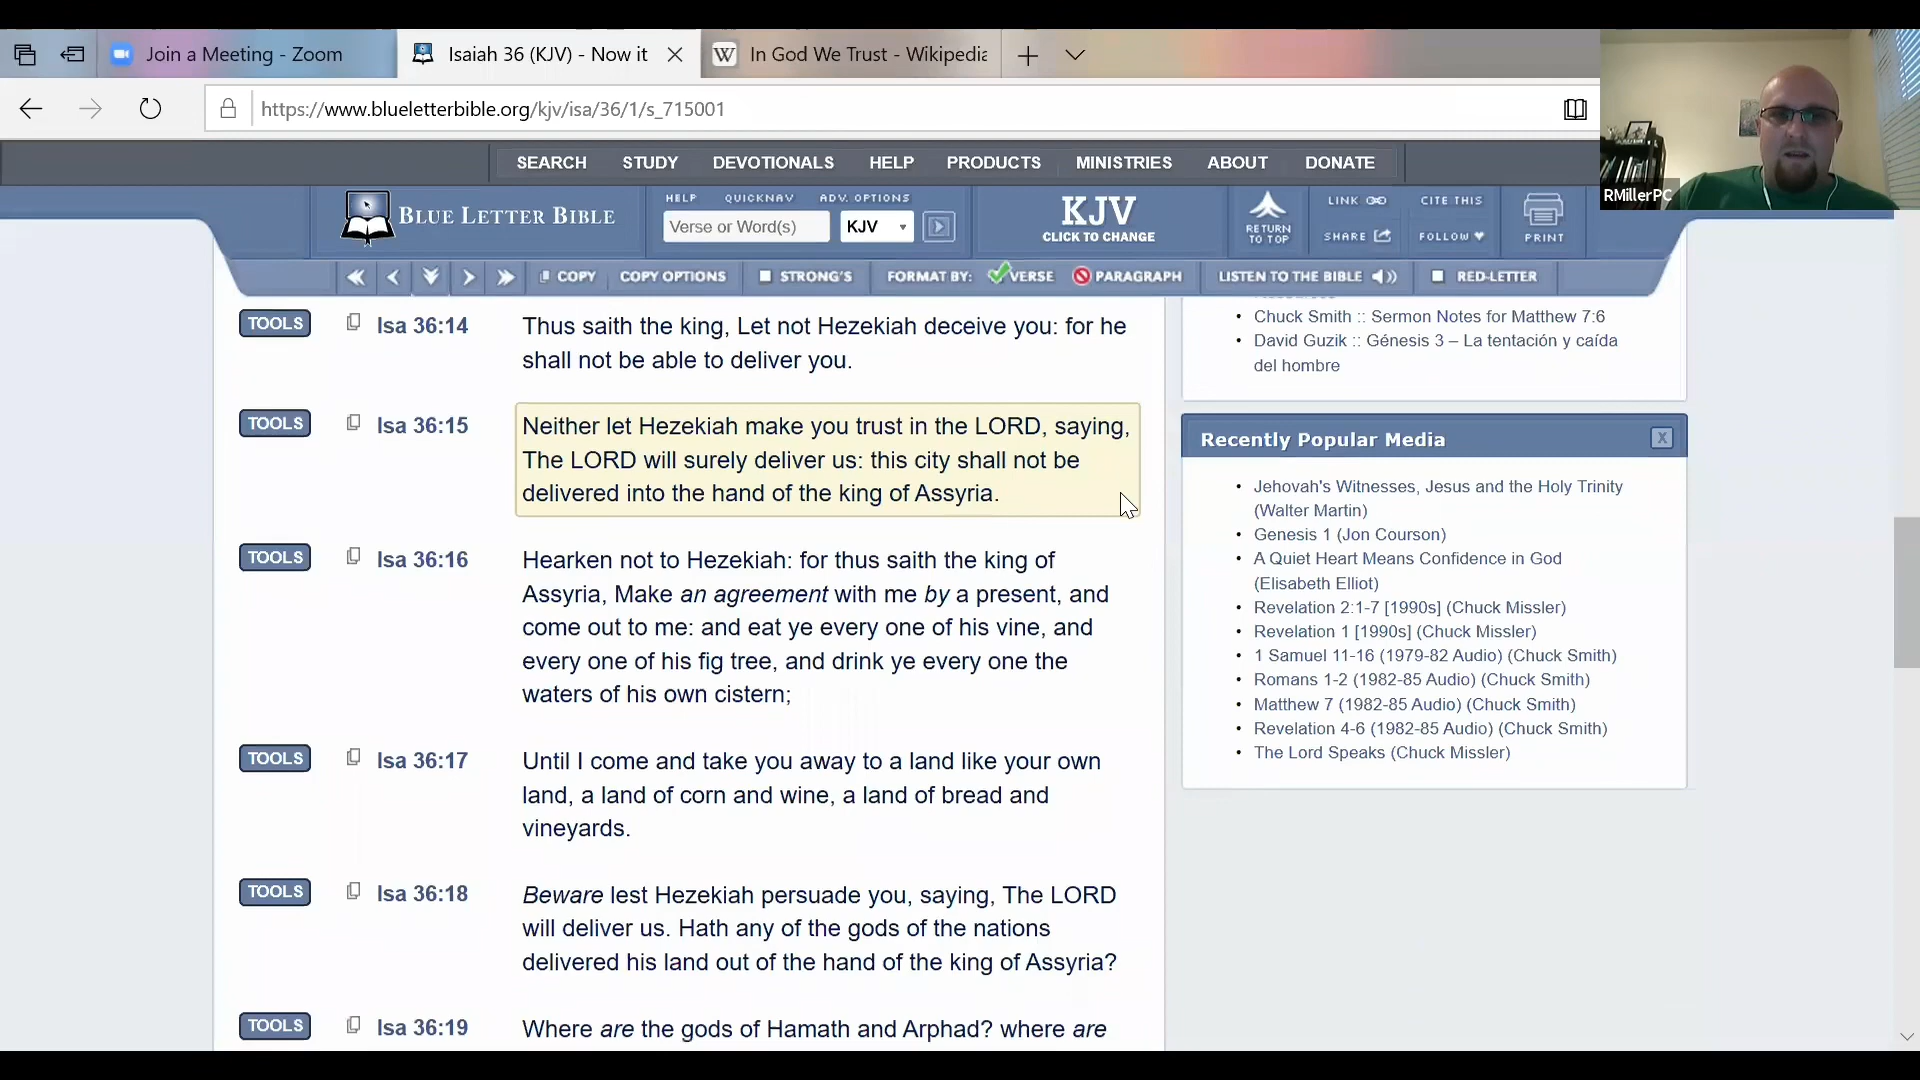 Join a Meeting - Zoom
Isaiah 36 (KJV) - Now it
In God We Trust - Wikipedia
https://www.blueletterbible.org/kjv/isa/36/1/s_715001
RMillerPC
SEARCH STUDY DEVOTIONALS HELP PRODUCTS MINISTRIES ABOUT DONATE
BLUE LETTER BIBLE
HELP QUICKNAV ADV. OPTIONS
Verse or Word(s) KJV
KJV
CLICK TO CHANGE
RETURN
TO TOP
LINK CITE THIS
SHARE FOLLOW
PRINT
COPY COPY OPTIONS STRONG'S FORMAT BY: VERSE PARAGRAPH LISTEN TO THE BIBLE RED-LETTER
TOOLS Isa 36:14 Thus saith the king, Let not Hezekiah deceive you: for he
shall not be able to deliver you.
TOOLS Isa 36:15 Neither let Hezekiah make you trust in the LORD, saying,
The LORD will surely deliver us: this city shall not be
delivered into the hand of the king of Assyria.
TOOLS Isa 36:16 Hearken not to Hezekiah: for thus saith the king of
Assyria, Make an agreement with me by a present, and
come out to me: and eat ye every one of his vine, and
every one of his fig tree, and drink ye every one the
waters of his own cistern;
TOOLS Isa 36:17 Until I come and take you away to a land like your own
land, a land of corn and wine, a land of bread and
vineyards.
TOOLS Isa 36:18 Beware lest Hezekiah persuade you, saying, The LORD
will deliver us. Hath any of the gods of the nations
delivered his land out of the hand of the king of Assyria?
TOOLS Isa 36:19 Where are the gods of Hamath and Arphad? where are
Chuck Smith :: Sermon Notes for Matthew 7:6
David Guzik :: Génesis 3 – La tentación y caída
del hombre
Recently Popular Media X
Jehovah's Witnesses, Jesus and the Holy Trinity
(Walter Martin)
Genesis 1 (Jon Courson)
A Quiet Heart Means Confidence in God
(Elisabeth Elliot)
Revelation 2:1-7 [1990s] (Chuck Missler)
Revelation 1 [1990s] (Chuck Missler)
1 Samuel 11-16 (1979-82 Audio) (Chuck Smith)
Romans 1-2 (1982-85 Audio) (Chuck Smith)
Matthew 7 (1982-85 Audio) (Chuck Smith)
Revelation 4-6 (1982-85 Audio) (Chuck Smith)
The Lord Speaks (Chuck Missler)